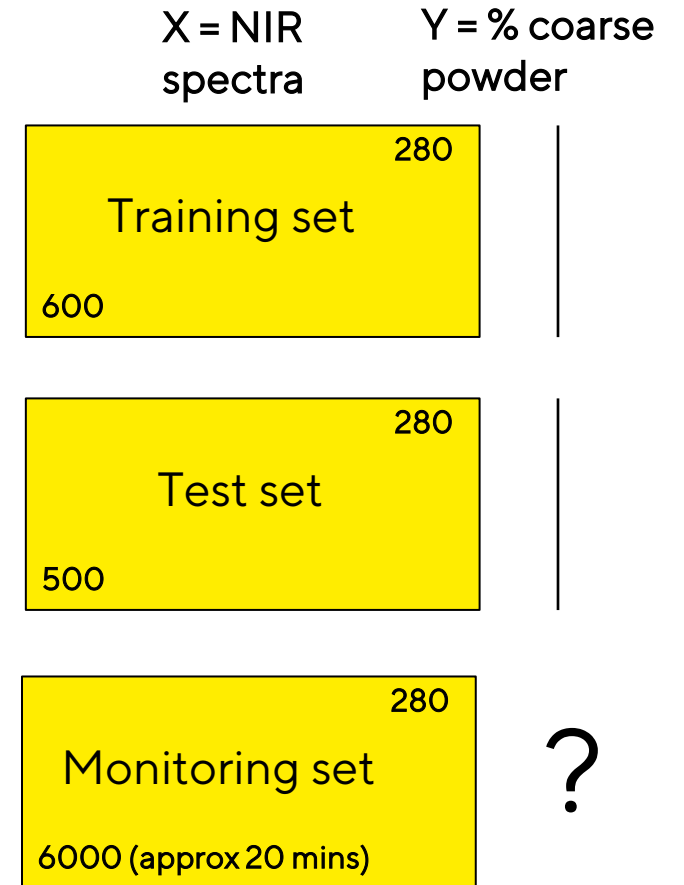 X = NIR
spectra
Y = % coarse
powder
280
Training set
600
280
Test set
500
280
Monitoring set
?
6000 (approx 20 mins)